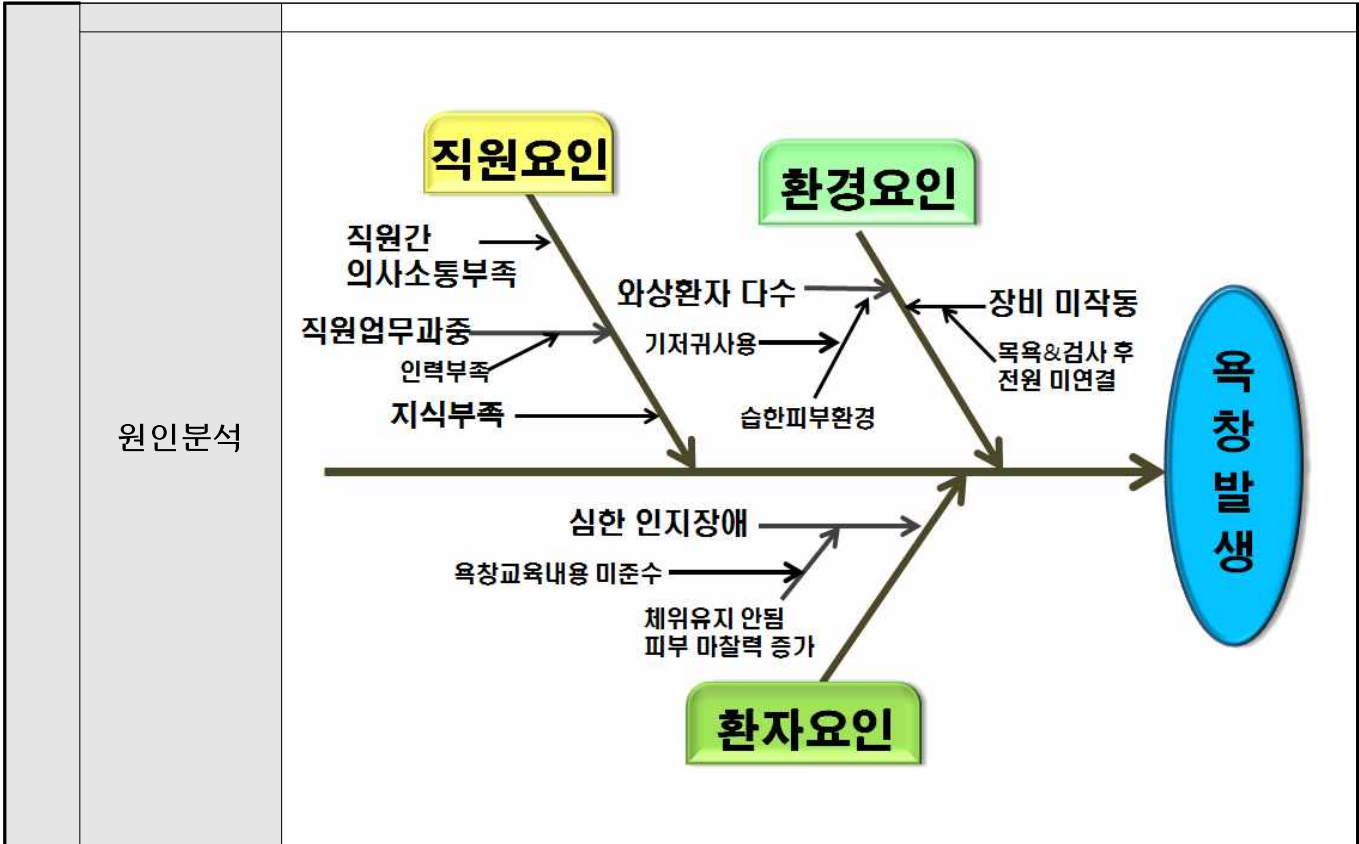 원인분석
직원요인
환경요인
직원간
의사소통부족
직원업무과중
인력부족
지식부족
와상환자 다수
기저귀사용
습한피부환경
장비 미작동
목욕&검사 후
전원 미연결
욕창발생
심한 인지장애
욕창교육내용 미준수
체위유지 안됨
피부 마찰력 증가
환자요인